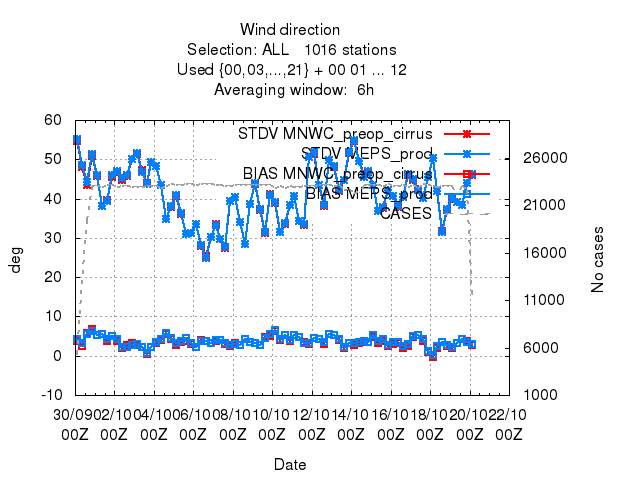 Wind direction
Selection: ALL 1016 stations
Used {00,03,...,21} + 00 01 ... 12
Averaging window: 6h
60
50
40
30
20
10
0
-10
deg
STDV MNWC_preop_cirrus
STDV MEPS_prod
BIAS MNWC_preop_cirrus
BIAS MEPS_prod
CASES
26000
21000
16000
11000
6000
1000
No cases
30/09 02/10 04/10 06/10 08/10 10/10 12/10 14/10 16/10 18/10 20/10 22/10
00Z 00Z 00Z 00Z 00Z 00Z 00Z 00Z 00Z 00Z 00Z 00Z
Date